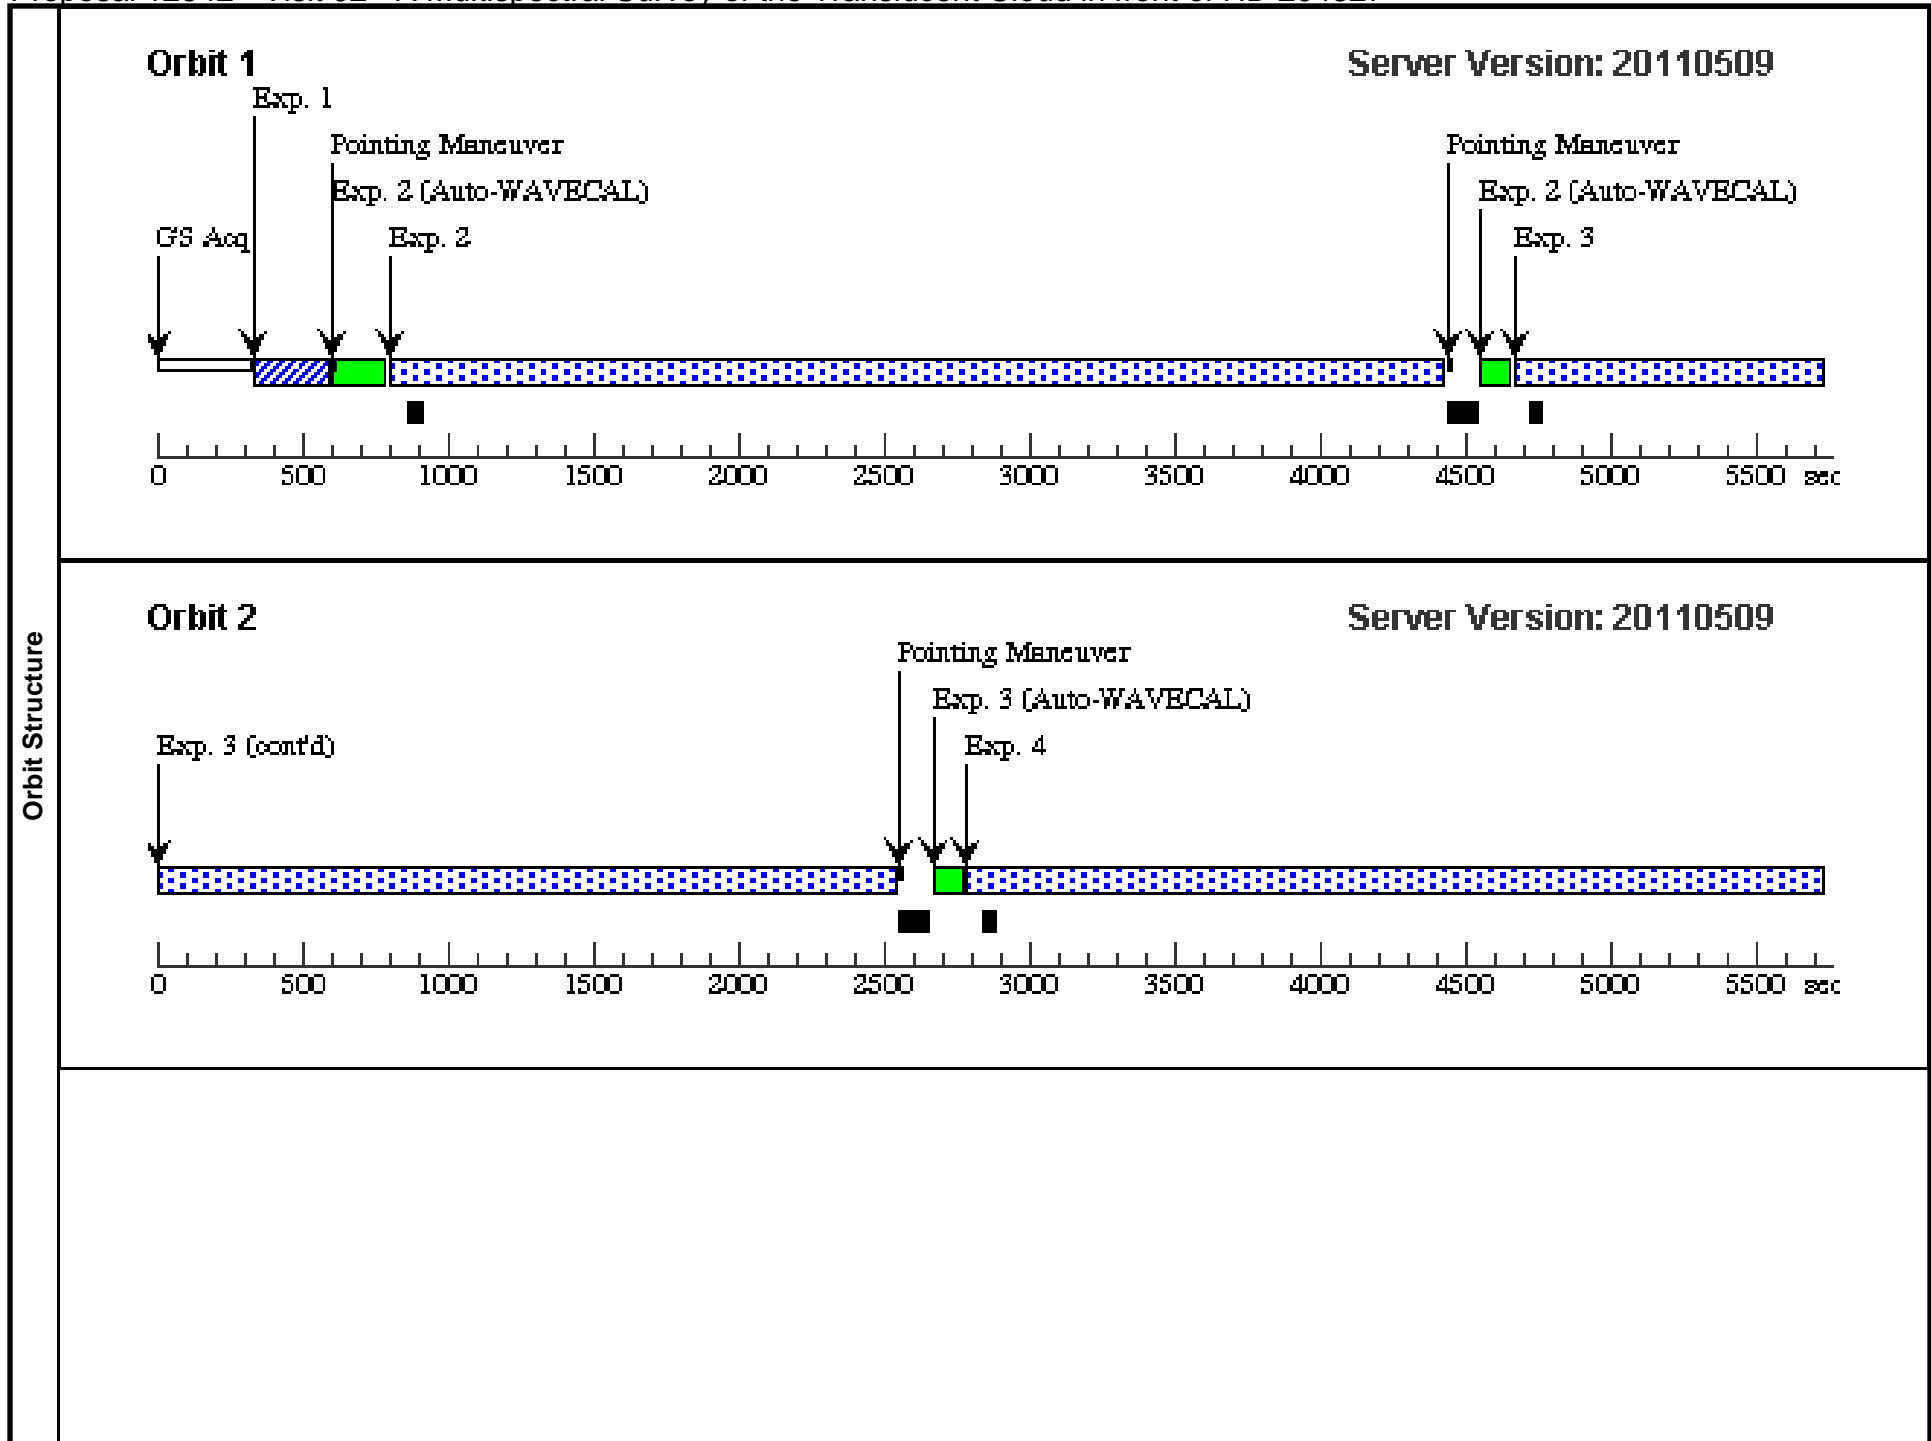 Orbit Structure
Orbit 1
Server Version: 20110509
Exp. 1
Pointing Maneuver
Pointing Maneuver
Exp. 2 (Auto-WAVECAL)
Exp. 2 (Auto-WAVECAL)
GS Acq
Exp. 2
Exp. 3
0 500 1000 1500 2000 2500 3000 3500 4000 4500 5000 5500 sec
Orbit 2
Server Version: 20110509
Pointing Maneuver
Exp. 3 (Auto-WAVECAL)
Exp. 3 (cont'd)
Exp. 4
0 500 1000 1500 2000 2500 3000 3500 4000 4500 5000 5500 sec